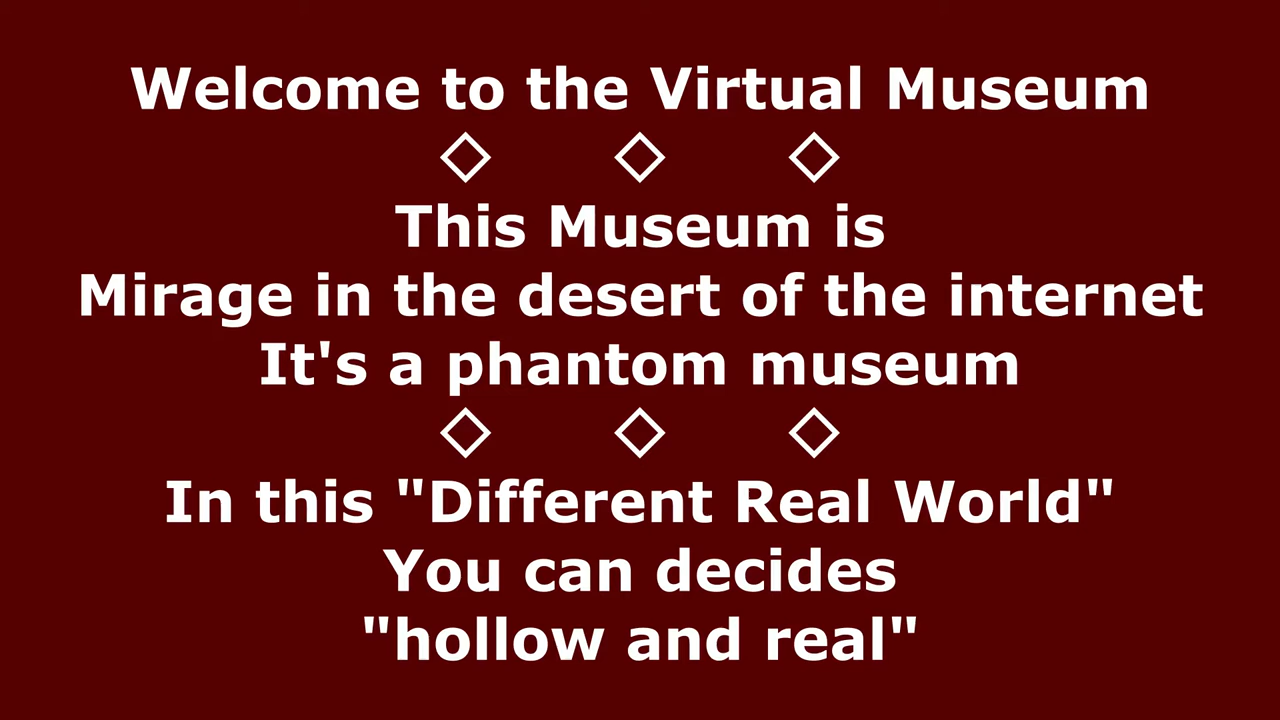 Welcome to the Virtual Museum
◇ ◇ ◇
This Museum is
Mirage in the desert of the internet
It's a phantom museum
◇ ◇ ◇
In this "Different Real World"
You can decides
"hollow and real"